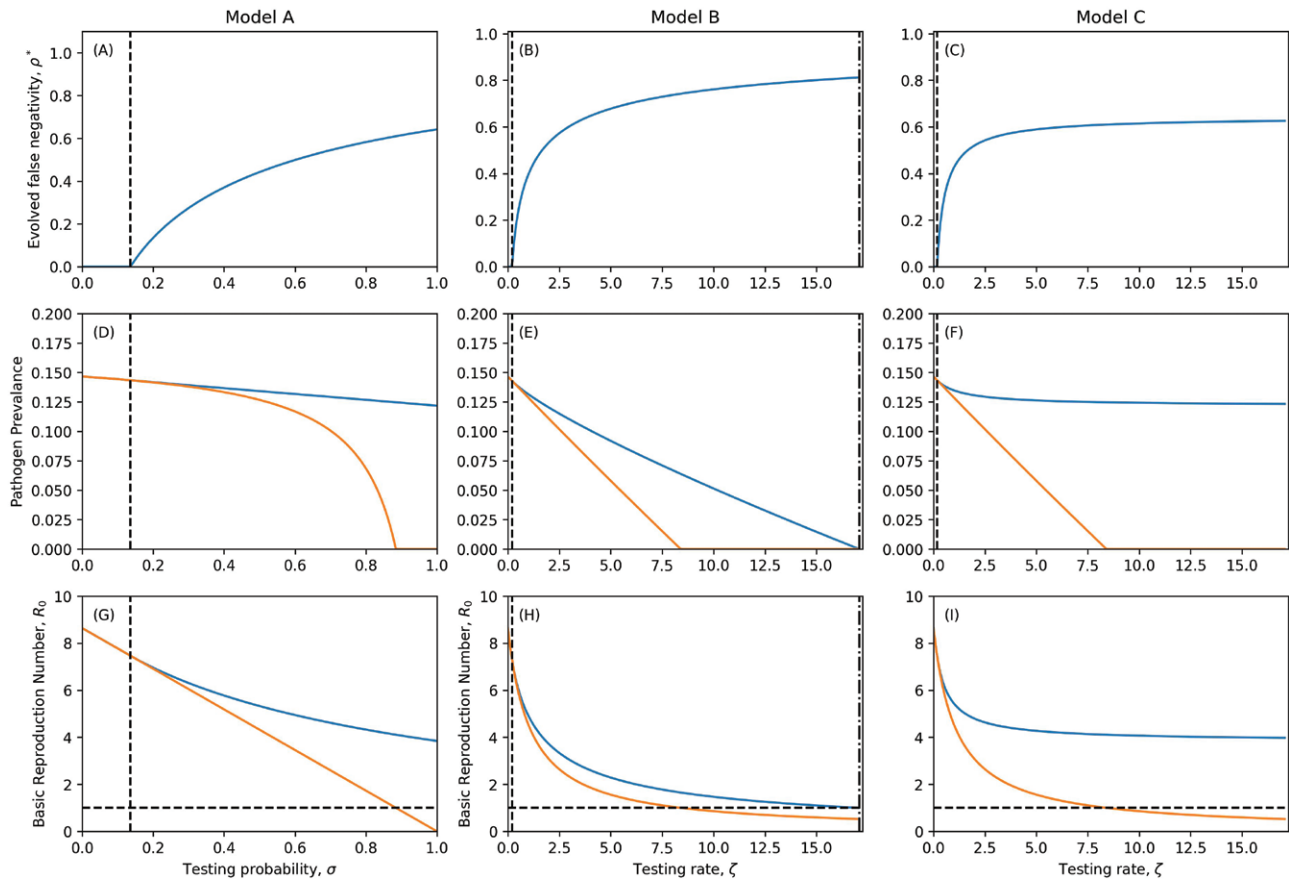 Model A
Model B
Model C
(A)
(B)
(C)
Evolved false negativity, ρ*
0.0 0.2 0.4 0.6 0.8 1.0
0.0 0.2 0.4 0.6 0.8 1.0
0.0 0.2 0.4 0.6 0.8 1.0
0.0 2.5 5.0 7.5 10.0 12.5 15.0
0.0 0.2 0.4 0.6 0.8 1.0
0.0 2.5 5.0 7.5 10.0 12.5 15.0
(D)
(E)
(F)
Pathogen Prevalance
0.000 0.025 0.050 0.075 0.100 0.125 0.150 0.175 0.200
0.0 0.2 0.4 0.6 0.8 1.0
0.000 0.025 0.050 0.075 0.100 0.125 0.150 0.175 0.200
0.0 2.5 5.0 7.5 10.0 12.5 15.0
0.000 0.025 0.050 0.075 0.100 0.125 0.150 0.175 0.200
0.0 2.5 5.0 7.5 10.0 12.5 15.0
(G)
(H)
(I)
Basic Reproduction Number, R₀
0 2 4 6 8 10
0.0 0.2 0.4 0.6 0.8 1.0
Testing probability, σ
Basic Reproduction Number, R₀
0 2 4 6 8 10
0.0 2.5 5.0 7.5 10.0 12.5 15.0
Testing rate, ζ
0 2 4 6 8 10
0.0 2.5 5.0 7.5 10.0 12.5 15.0
Testing rate, ζ